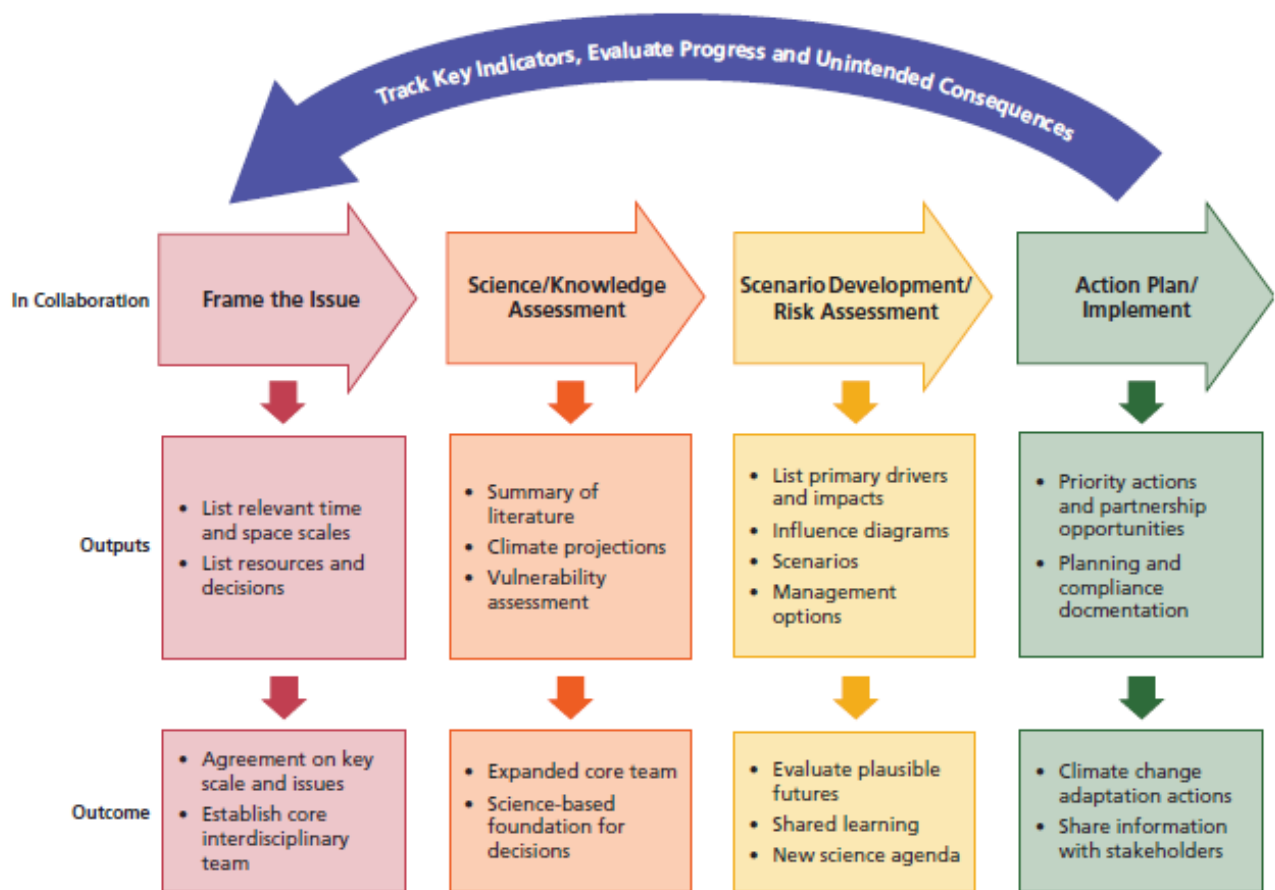 Track Key Indicators, Evaluate Progress and Unintended Consequences
In Collaboration
Frame the Issue
Science/Knowledge
Assessment
Scenario Development/
Risk Assessment
Action Plan/
Implement
Outputs
• List relevant time
and space scales
• List resources and
decisions
• Summary of
literature
• Climate projections
• Vulnerability
assessment
• List primary drivers
and impacts
• Influence diagrams
• Scenarios
• Management
options
• Priority actions
and partnership
opportunities
• Planning and
compliance
docmentation
Outcome
• Agreement on key
scale and issues
• Establish core
interdisciplinary
team
• Expanded core team
• Science-based
foundation for
decisions
• Evaluate plausible
futures
• Shared learning
• New science agenda
• Climate change
adaptation actions
• Share information
with stakeholders